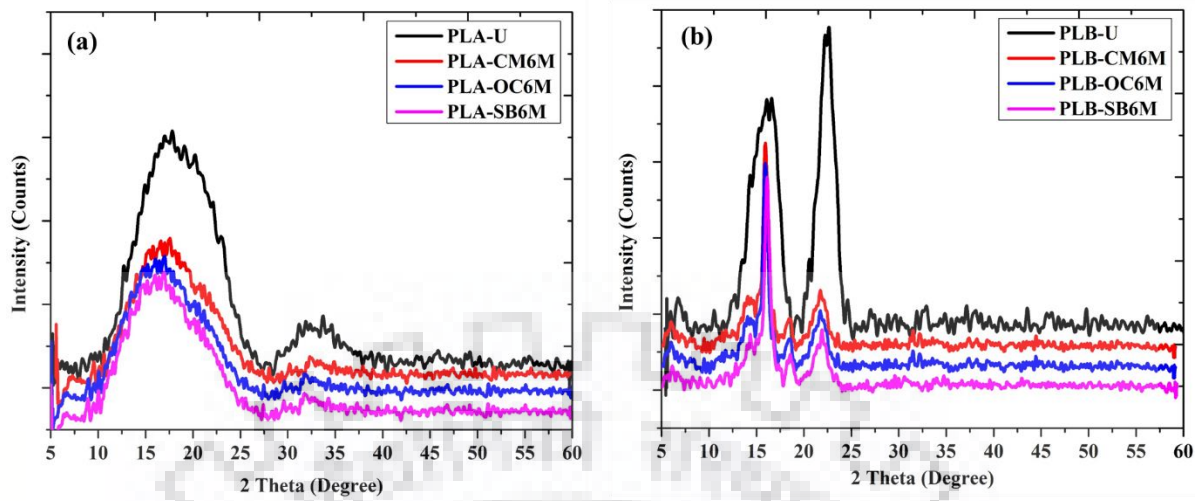 (a)
PLA-U
PLA-CM6M
PLA-OC6M
PLA-SB6M
Intensity (Counts)
5 10 15 20 25 30 35 40 45 50 55 60
2 Theta (Degree)
(b)
PLB-U
PLB-CM6M
PLB-OC6M
PLB-SB6M
Intensity (Counts)
5 10 15 20 25 30 35 40 45 50 55 60
2 Theta (Degree)